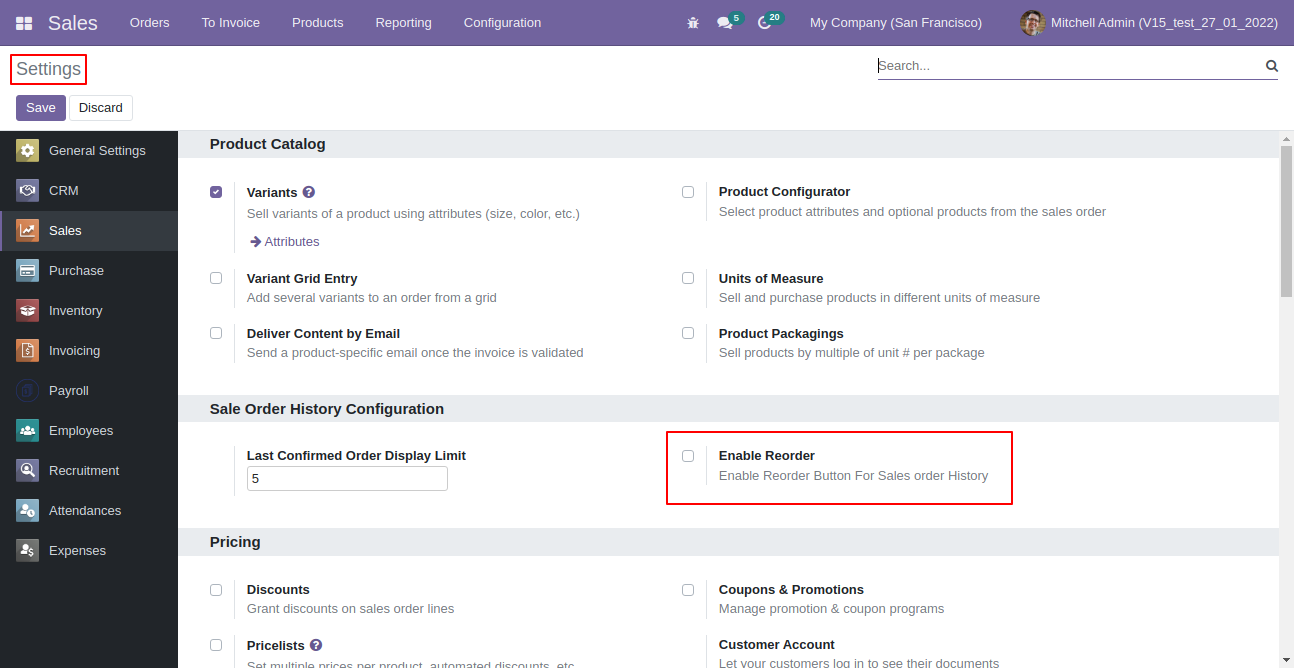 Sales Orders To Invoice Products Reporting Configuration 5 20 My Company (San Francisco) Mitchell Admin (V15_test_27_01_2022)
Settings
Search...
Save Discard
General Settings
CRM
Sales
Purchase
Inventory
Invoicing
Payroll
Employees
Recruitment
Attendances
Expenses
Product Catalog
Variants ?
Sell variants of a product using attributes (size, color, etc.)
Attributes
Product Configurator
Select product attributes and optional products from the sales order
Variant Grid Entry
Add several variants to an order from a grid
Units of Measure
Sell and purchase products in different units of measure
Deliver Content by Email
Send a product-specific email once the invoice is validated
Product Packagings
Sell products by multiple of unit # per package
Sale Order History Configuration
Last Confirmed Order Display Limit
5
Enable Reorder
Enable Reorder Button For Sales order History
Pricing
Discounts
Grant discounts on sales order lines
Coupons & Promotions
Manage promotion & coupon programs
Pricelists ?
Set multiple prices per product, automated discounts, etc.
Customer Account
Let your customers log in to see their documents